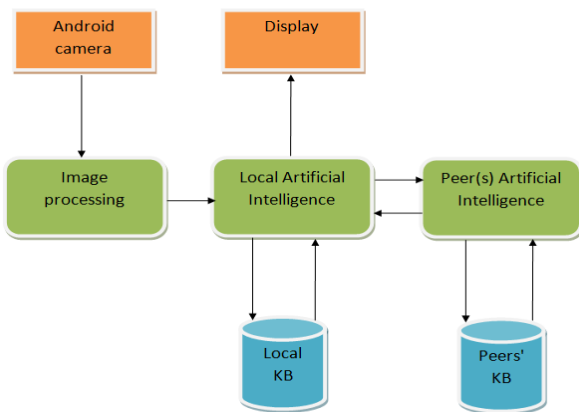 Android
camera
Display
Image
processing
Local Artificial
Intelligence
Peer(s) Artificial
Intelligence
Local
KB
Peers'
KB